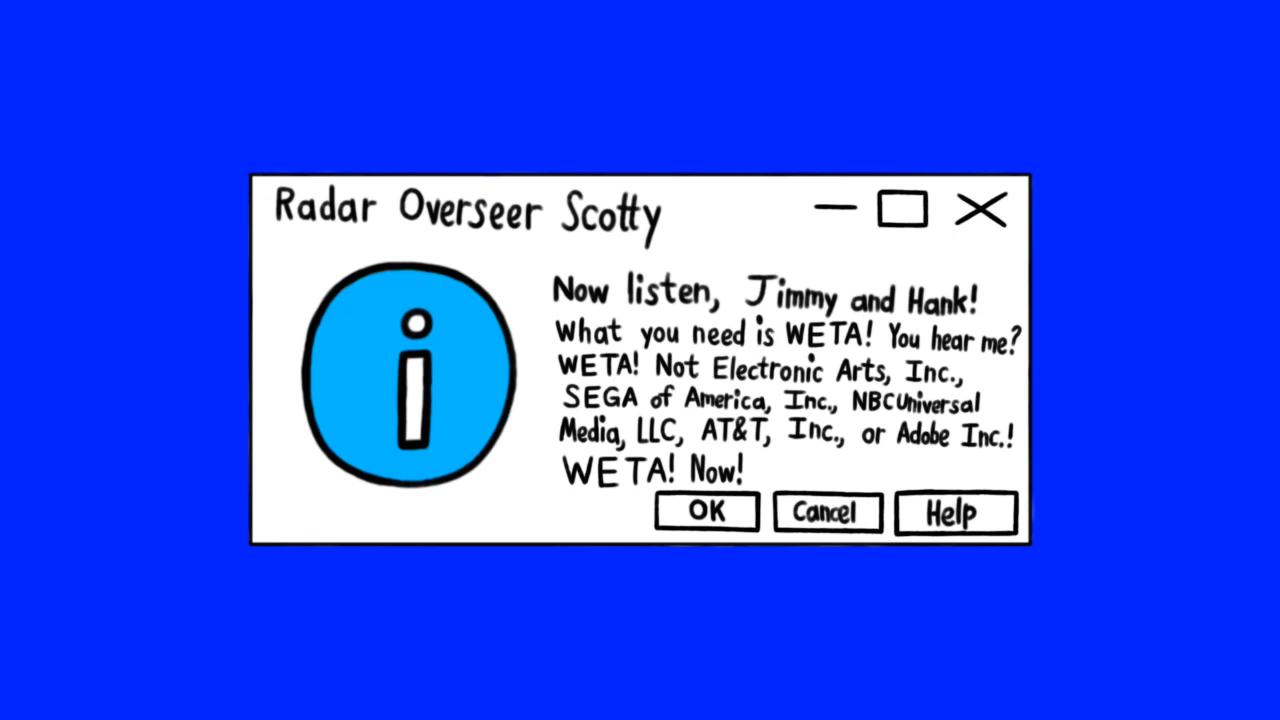 Radar Overseer Scotty
i
Now listen, Jimmy and Hank!
What you need is WETA! You hear me?
WETA! Not Electronic Arts, Inc.,
SEGA of America, Inc., NBCUniversal
Media, LLC, AT&T, Inc., or Adobe Inc.!
WETA! Now!
OK Cancel Help